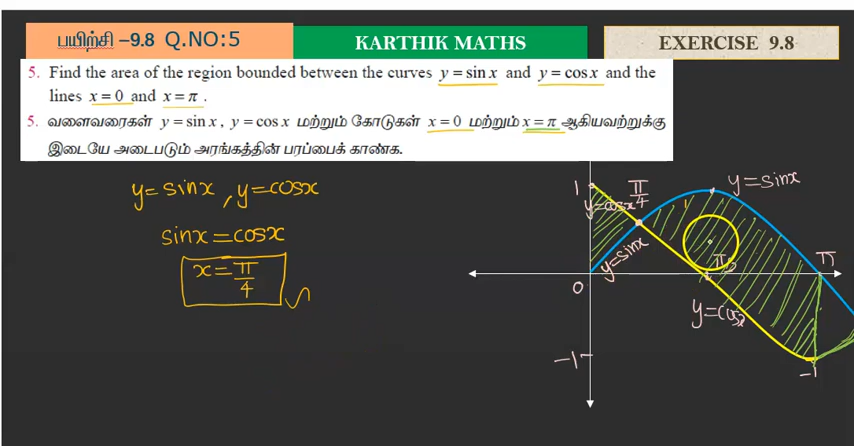 பயிற்சி –9.8 Q.NO:5
KARTHIK MATHS
EXERCISE 9.8
5. Find the area of the region bounded between the curves y = sin x and y = cos x and the
lines x = 0 and x = π .
5. வளைவரைகள் y = sin x , y = cos x மற்றும் கோடுகள் x = 0 மற்றும் x = π ஆகியவற்றுக்கு
இடையே அடைபடும் அரங்கத்தின் பரப்பைக் காண்க.
y=sinx , y=cosx
sinx=cosx
x=π/4
1
π/4
y=sinx
y=cosx
y=sinx
π/2
π
0
y=cosx
-1
-1